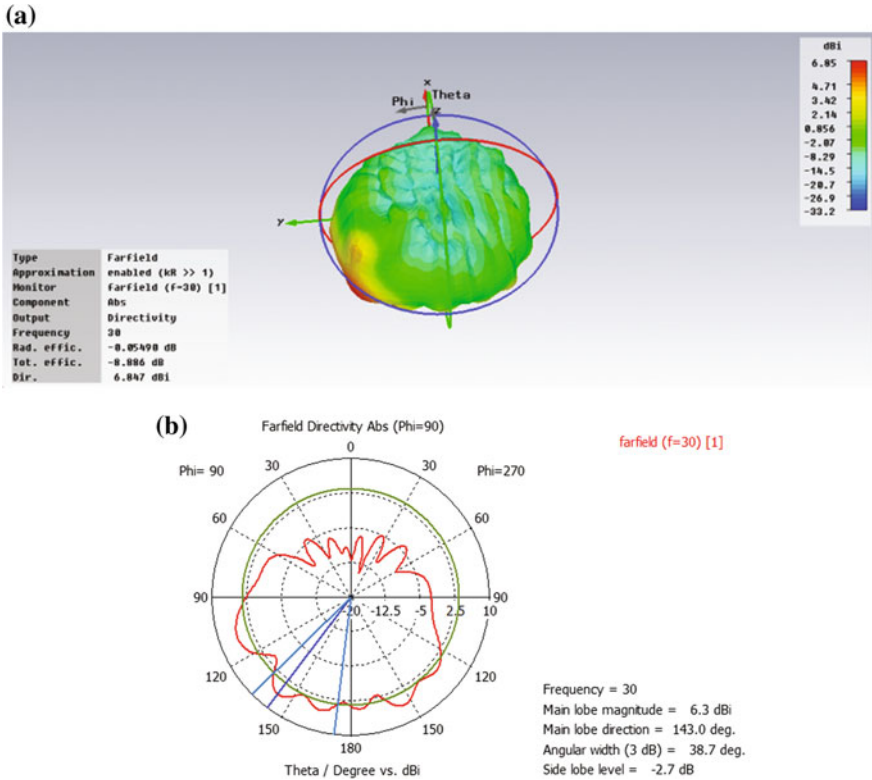 (a)
dBi
6.85
4.71
3.42
2.14
0.856
-2.07
-8.29
-14.5
-20.7
-26.9
-33.2
x
Theta
Phi
z
y
Type Farfield
Approximation enabled (kR >> 1)
Monitor farfield (f=30) [1]
Component Abs
Output Directivity
Frequency 30
Rad. effic. -0.05490 dB
Tot. effic. -8.886 dB
Dir. 6.847 dBi
(b)
Farfield Directivity Abs (Phi=90)
farfield (f=30) [1]
0
Phi= 90 30 30 Phi=270
60 60
90 -20 -12.5 -5 2.5 10 90
120 120
150 150
180
Theta / Degree vs. dBi
Frequency = 30
Main lobe magnitude = 6.3 dBi
Main lobe direction = 143.0 deg.
Angular width (3 dB) = 38.7 deg.
Side lobe level = -2.7 dB